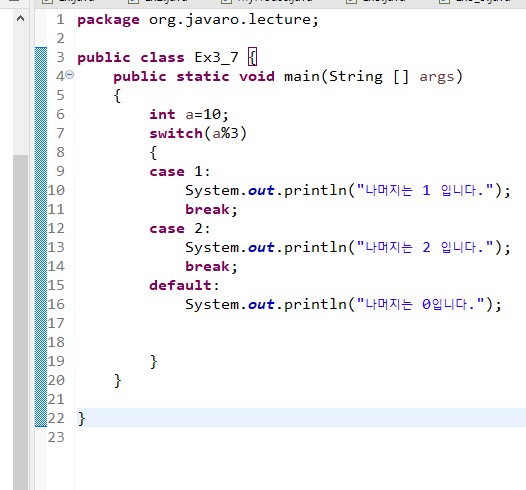 1 package org.javaro.lecture;
2
3 public class Ex3_7 {
4 public static void main(String [] args)
5 {
6 int a=10;
7 switch(a%3)
8 {
9 case 1:
10 System.out.println("나머지는 1 입니다.");
11 break;
12 case 2:
13 System.out.println("나머지는 2 입니다.");
14 break;
15 default:
16 System.out.println("나머지는 0입니다.");
17
18
19 }
20 }
21
22 }
23